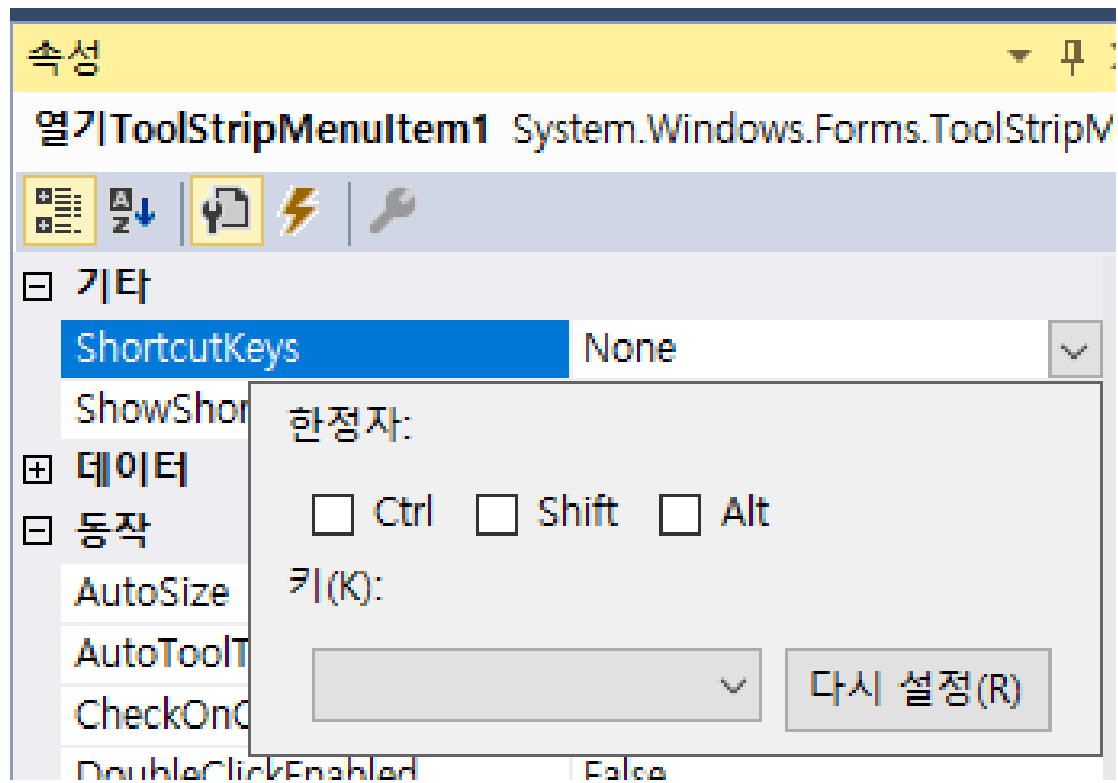 속성
열기ToolStripMenuItem1 System.Windows.Forms.ToolStripM
기타
ShortcutKeys None
ShowShor
한정자:
데이터
Ctrl Shift Alt
동작
키(K):
AutoSize
AutoToolT
다시 설정(R)
CheckOnC
DoubleClickEnabled False